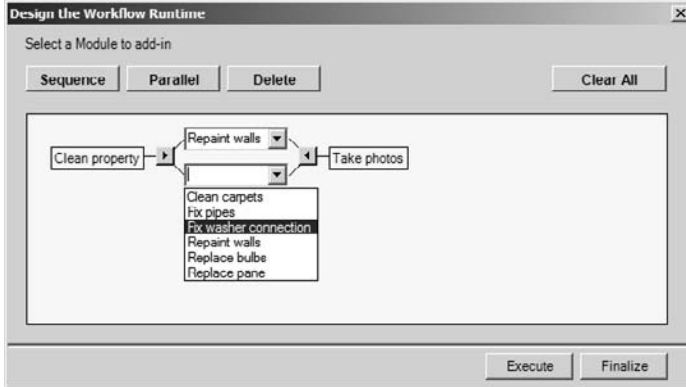 Design the Workflow Runtime
Select a Module to add-in
Sequence Parallel Delete Clear All
Repaint walls
Clean property Take photos
Clean carpets
Fix pipes
Fix washer connection
Repaint walls
Replace bulbs
Replace pane
Execute Finalize